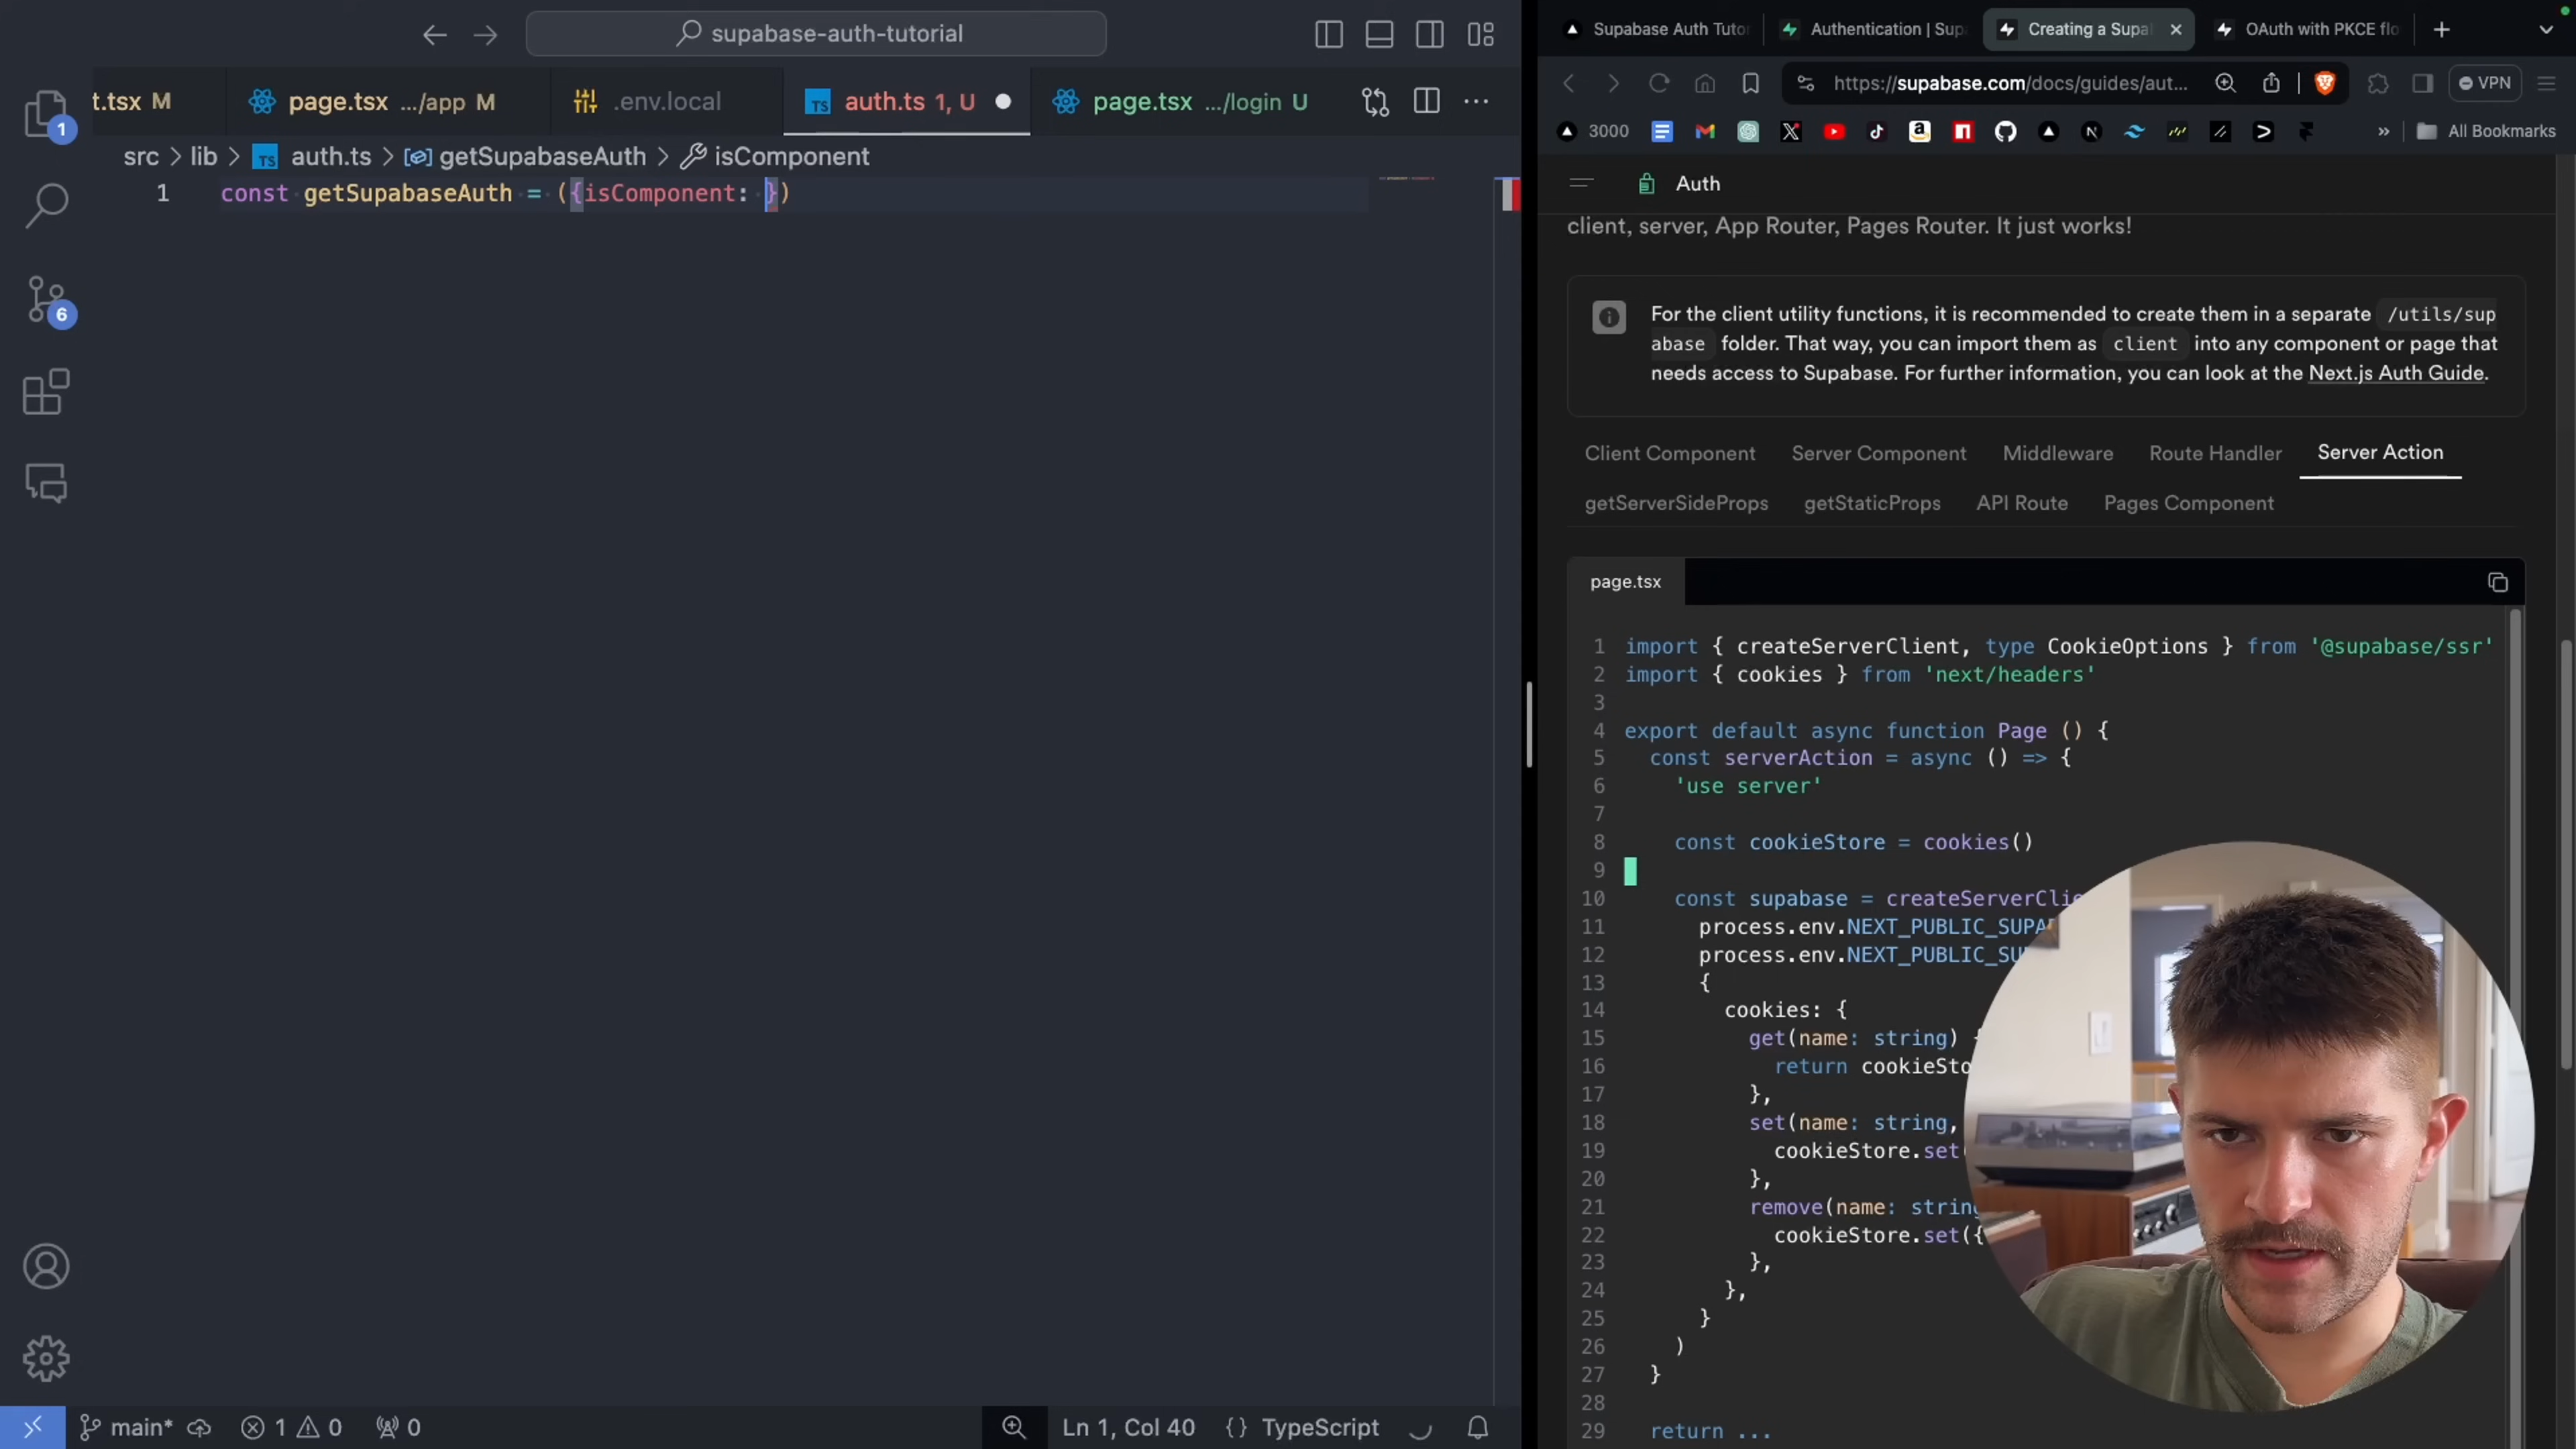 supabase-auth-tutorial
t.tsx M
page.tsx .../app M
.env.local
TS auth.ts 1, U
page.tsx .../login U
src > lib > TS auth.ts > getSupabaseAuth > isComponent
1 const getSupabaseAuth = ({isComponent: })
1
6
main* 1 0 0
Ln 1, Col 40 {} TypeScript
Supabase Auth Tutor
Authentication | Supa
Creating a Supa
OAuth with PKCE flo
https://supabase.com/docs/guides/aut...
VPN
3000
All Bookmarks
Auth
client, server, App Router, Pages Router. It just works!
For the client utility functions, it is recommended to create them in a separate /utils/sup
abase folder. That way, you can import them as client into any component or page that
needs access to Supabase. For further information, you can look at the Next.js Auth Guide.
Client Component Server Component Middleware Route Handler Server Action
getServerSideProps getStaticProps API Route Pages Component
page.tsx
1 import { createServerClient, type CookieOptions } from '@supabase/ssr'
2 import { cookies } from 'next/headers'
3
4 export default async function Page () {
5 const serverAction = async () => {
6 'use server'
7
8 const cookieStore = cookies()
9
10 const supabase = createServerClie
11 process.env.NEXT_PUBLIC_SUPA
12 process.env.NEXT_PUBLIC_SU
13 {
14 cookies: {
15 get(name: string) {
16 return cookieSto
17 },
18 set(name: string,
19 cookieStore.set
20 },
21 remove(name: string
22 cookieStore.set({
23 },
24 },
25 }
26 )
27 }
28
29 return ...